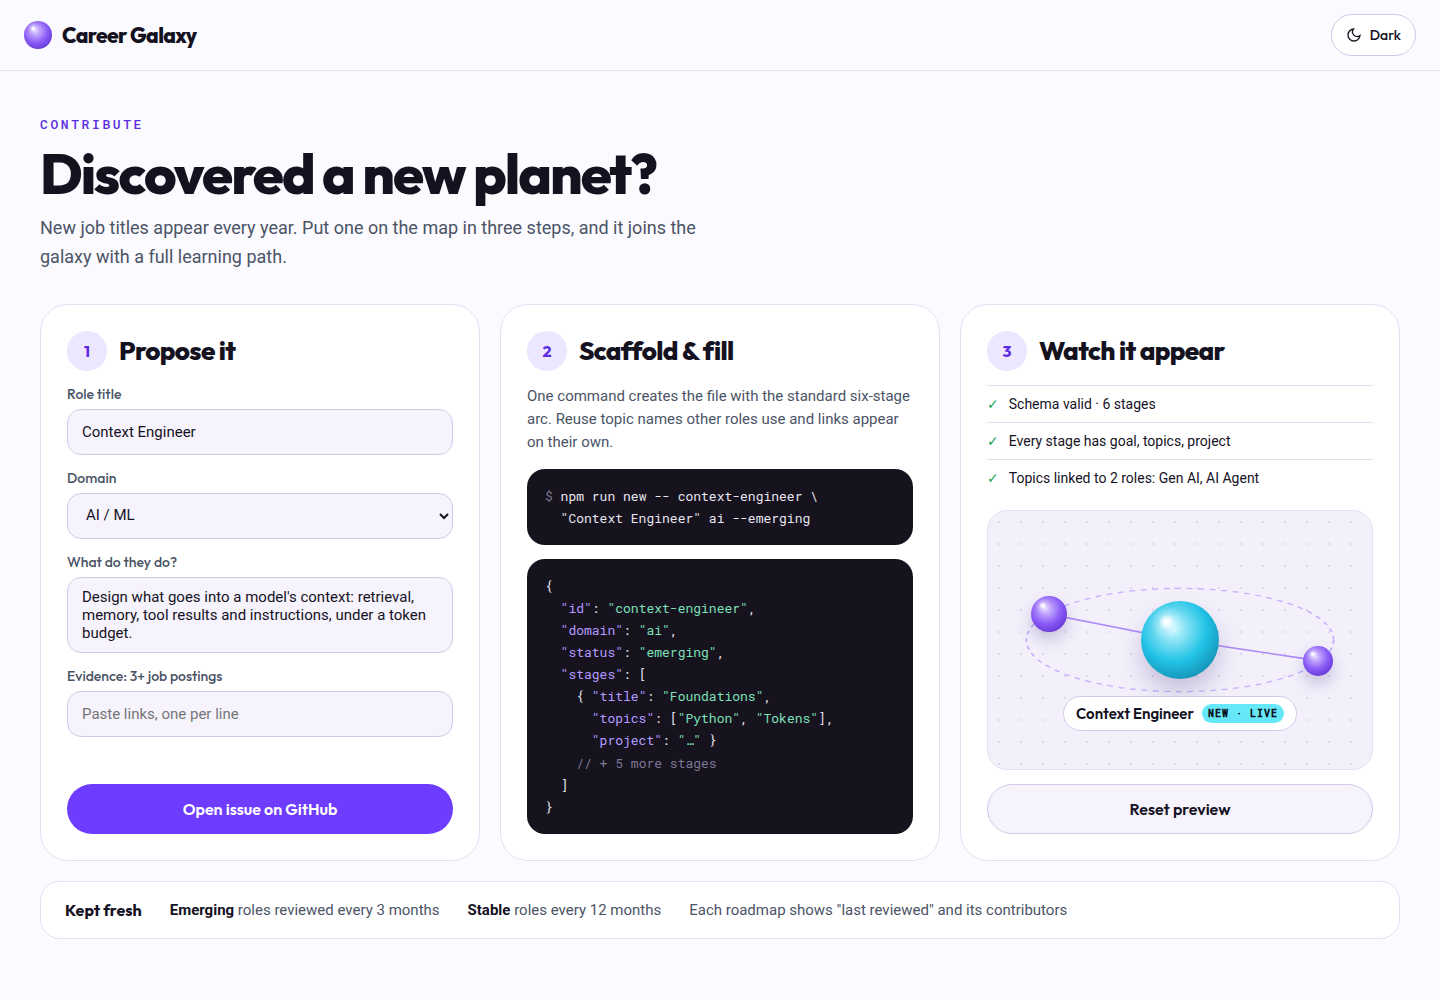 Career Galaxy
Dark
CONTRIBUTE
Discovered a new planet?
New job titles appear every year. Put one on the map in three steps, and it joins the
galaxy with a full learning path.
1
Propose it
Role title
Context Engineer
Domain
AI / ML
What do they do?
Design what goes into a model's context: retrieval,
memory, tool results and instructions, under a token
budget.
Evidence: 3+ job postings
Paste links, one per line
Open issue on GitHub
2
Scaffold & fill
One command creates the file with the standard six-stage
arc. Reuse topic names other roles use and links appear
on their own.
$ npm run new -- context-engineer \
"Context Engineer" ai --emerging
{
"id": "context-engineer",
"domain": "ai",
"status": "emerging",
"stages": [
{ "title": "Foundations",
"topics": ["Python", "Tokens"],
"project": "…" }
// + 5 more stages
]
}
3
Watch it appear
✓ Schema valid · 6 stages
✓ Every stage has goal, topics, project
✓ Topics linked to 2 roles: Gen AI, AI Agent
Context Engineer NEW · LIVE
Reset preview
Kept fresh
Emerging roles reviewed every 3 months
Stable roles every 12 months
Each roadmap shows "last reviewed" and its contributors